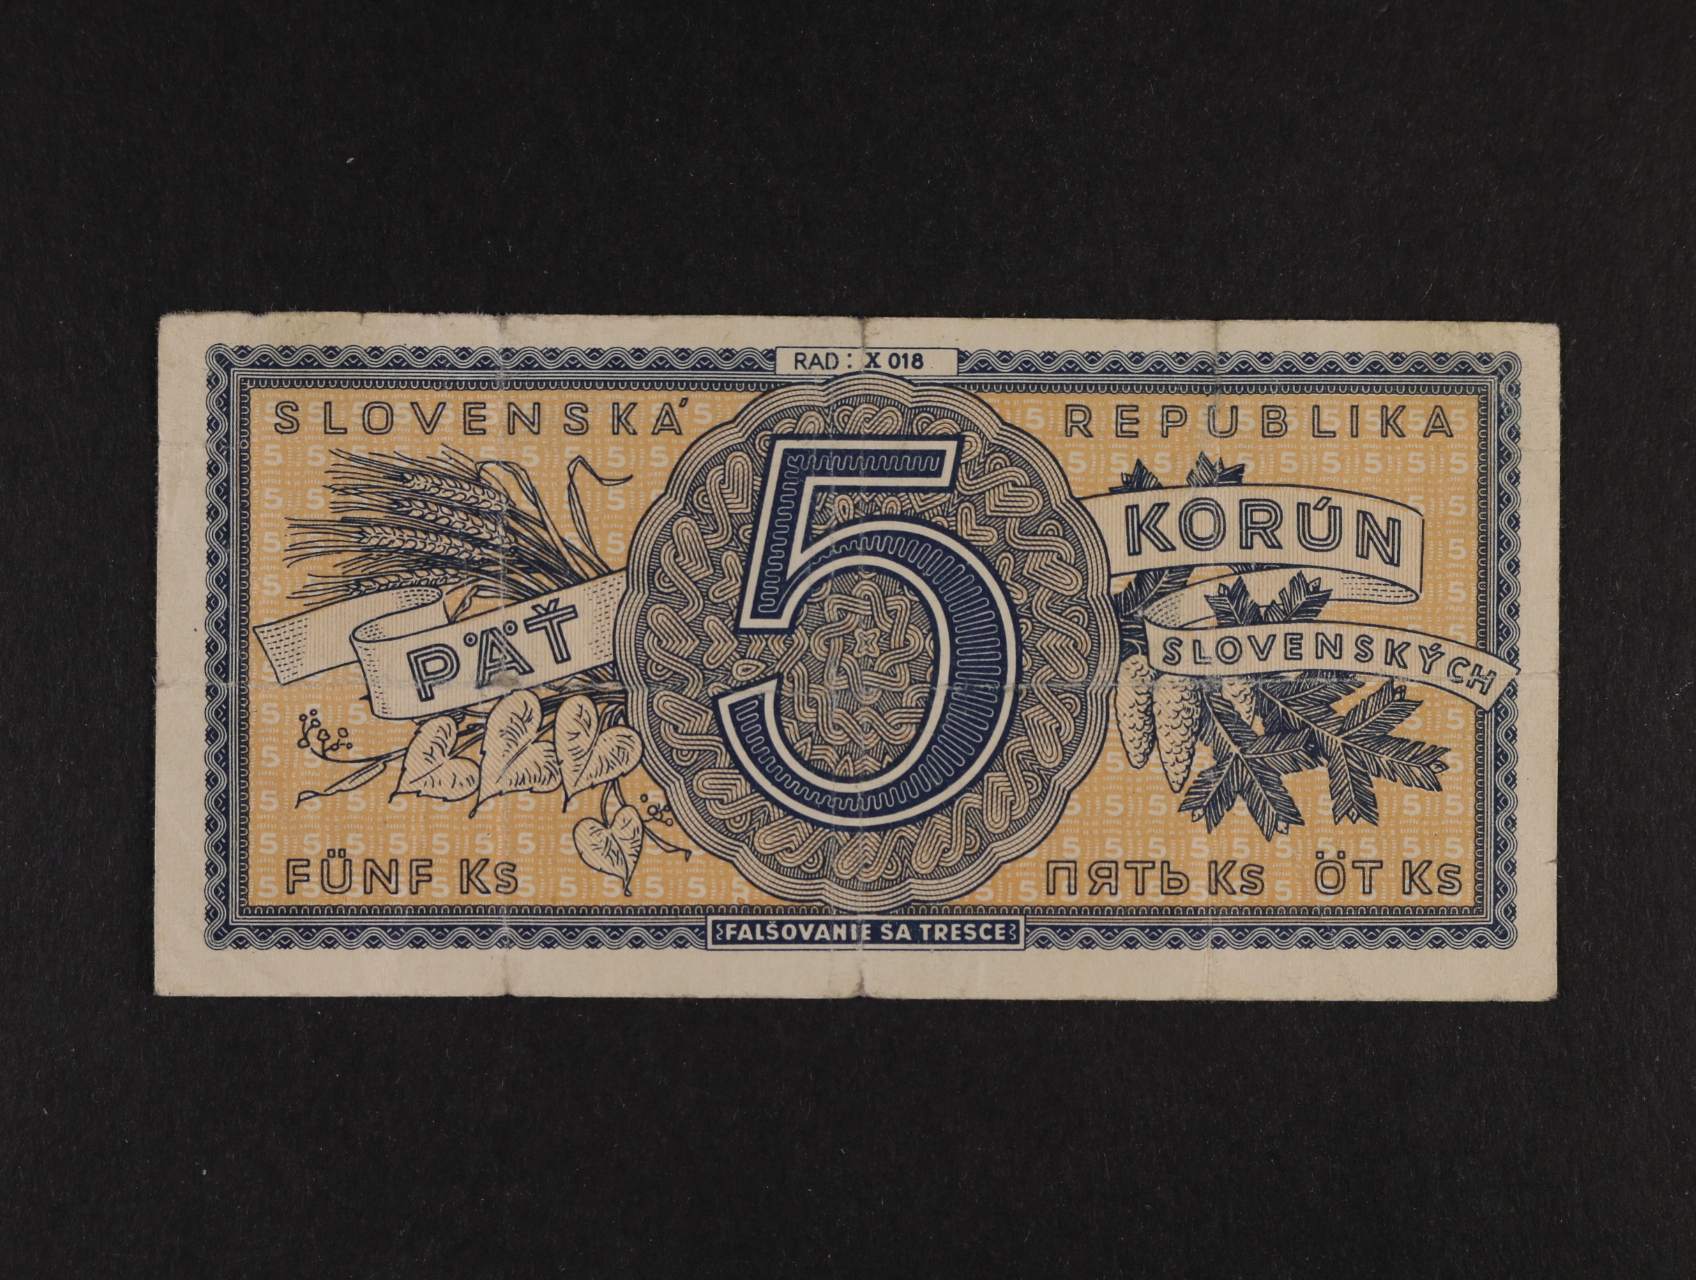 RAD: X 018
SLOVENSKÁ REPUBLIKA
PÄŤ
5
KORÚN
SLOVENSKÝCH
FÜNF Ks
ПЯТЬ Ks ÖT Ks
FALŠOVANIE SA TRESCE